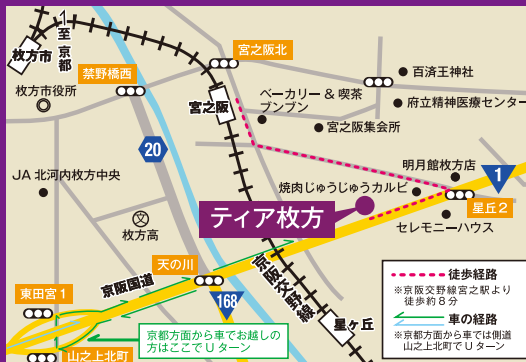 至 京都
枚方市
宮之阪北
百済王神社
禁野橋西
枚方市役所
宮之阪
ベーカリー＆喫茶
ブンブン
府立精神医療センター
宮之阪集会所
20
JA 北河内枚方中央
明月館枚方店
1
焼肉じゅうじゅうカルビ
星丘2
ティア枚方
セレモニーハウス
文
枚方高
天の川
京阪国道
京阪交野線
東田宮1
168
星ヶ丘
徒歩経路
※京阪交野線宮之駅より
徒歩約8分
車の経路
※京都方面から車では側道
山之上北町でUターン
京都方面から車でお越しの
方はここでUターン
山之上北町